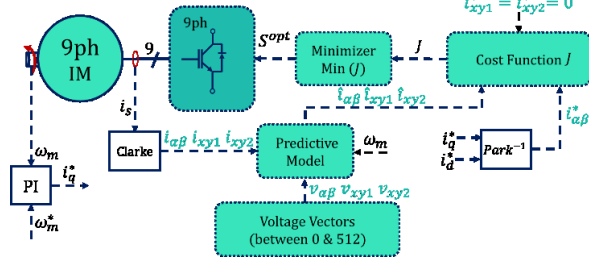 i*xy1 = i*xy2 = 0
9ph
IM
9
9ph
S^opt
Minimizer
Min (J)
J
Cost Function J
î_αβ î_xy1 î_xy2
i_s
i*_αβ
ω_m
Clarke
i_αβ i_xy1 i_xy2
Predictive
Model
ω_m
i*_q
i*_d
Park⁻¹
PI
i*_q
v_αβ v_xy1 v_xy2
ω*_m
Voltage Vectors
(between 0 & 512)